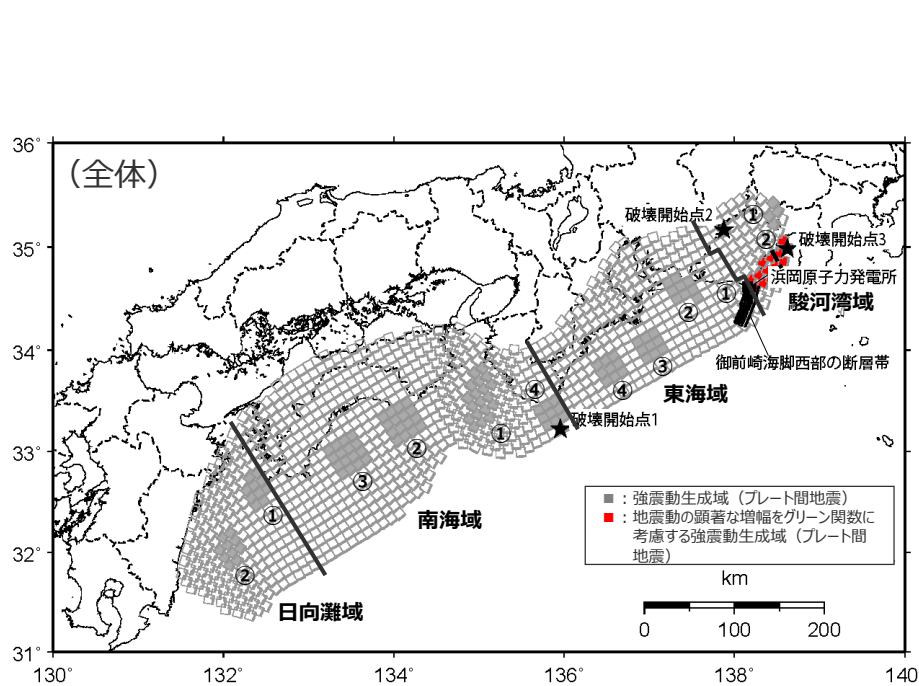 36°
（全体）
破壊開始点2
①
35°
②
破壊開始点3
浜岡原子力発電所
①
駿河湾域
②
34°
御前崎海脚西部の断層帯
③
④
④
東海域
破壊開始点1
①
②
33°
③
■：強震動生成域（プレート間地震）
①
南海域
■：地震動の顕著な増幅をグリーン関数に
考慮する強震動生成域（プレート間
地震）
32°
②
km
日向灘域
0 100 200
31°
130 132° 134° 136° 138° 140°